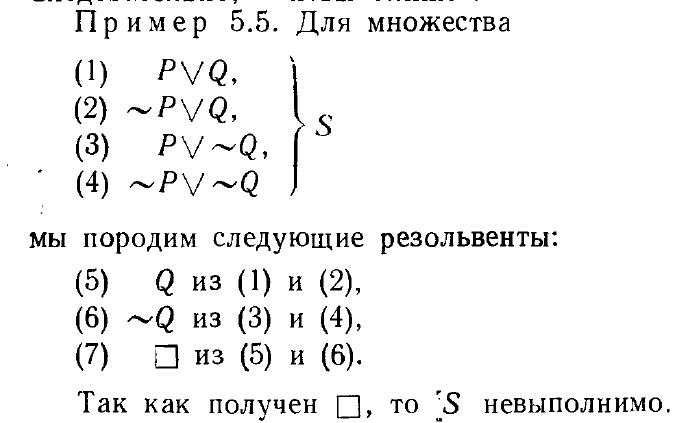 Пример 5.5. Для множества
(1) P∨Q,
(2) ~P∨Q,
(3) P∨~Q,
(4) ~P∨~Q
S
мы породим следующие резольвенты:
(5) Q из (1) и (2),
(6) ~Q из (3) и (4),
(7) □ из (5) и (6).
Так как получен □, то S невыполнимо.